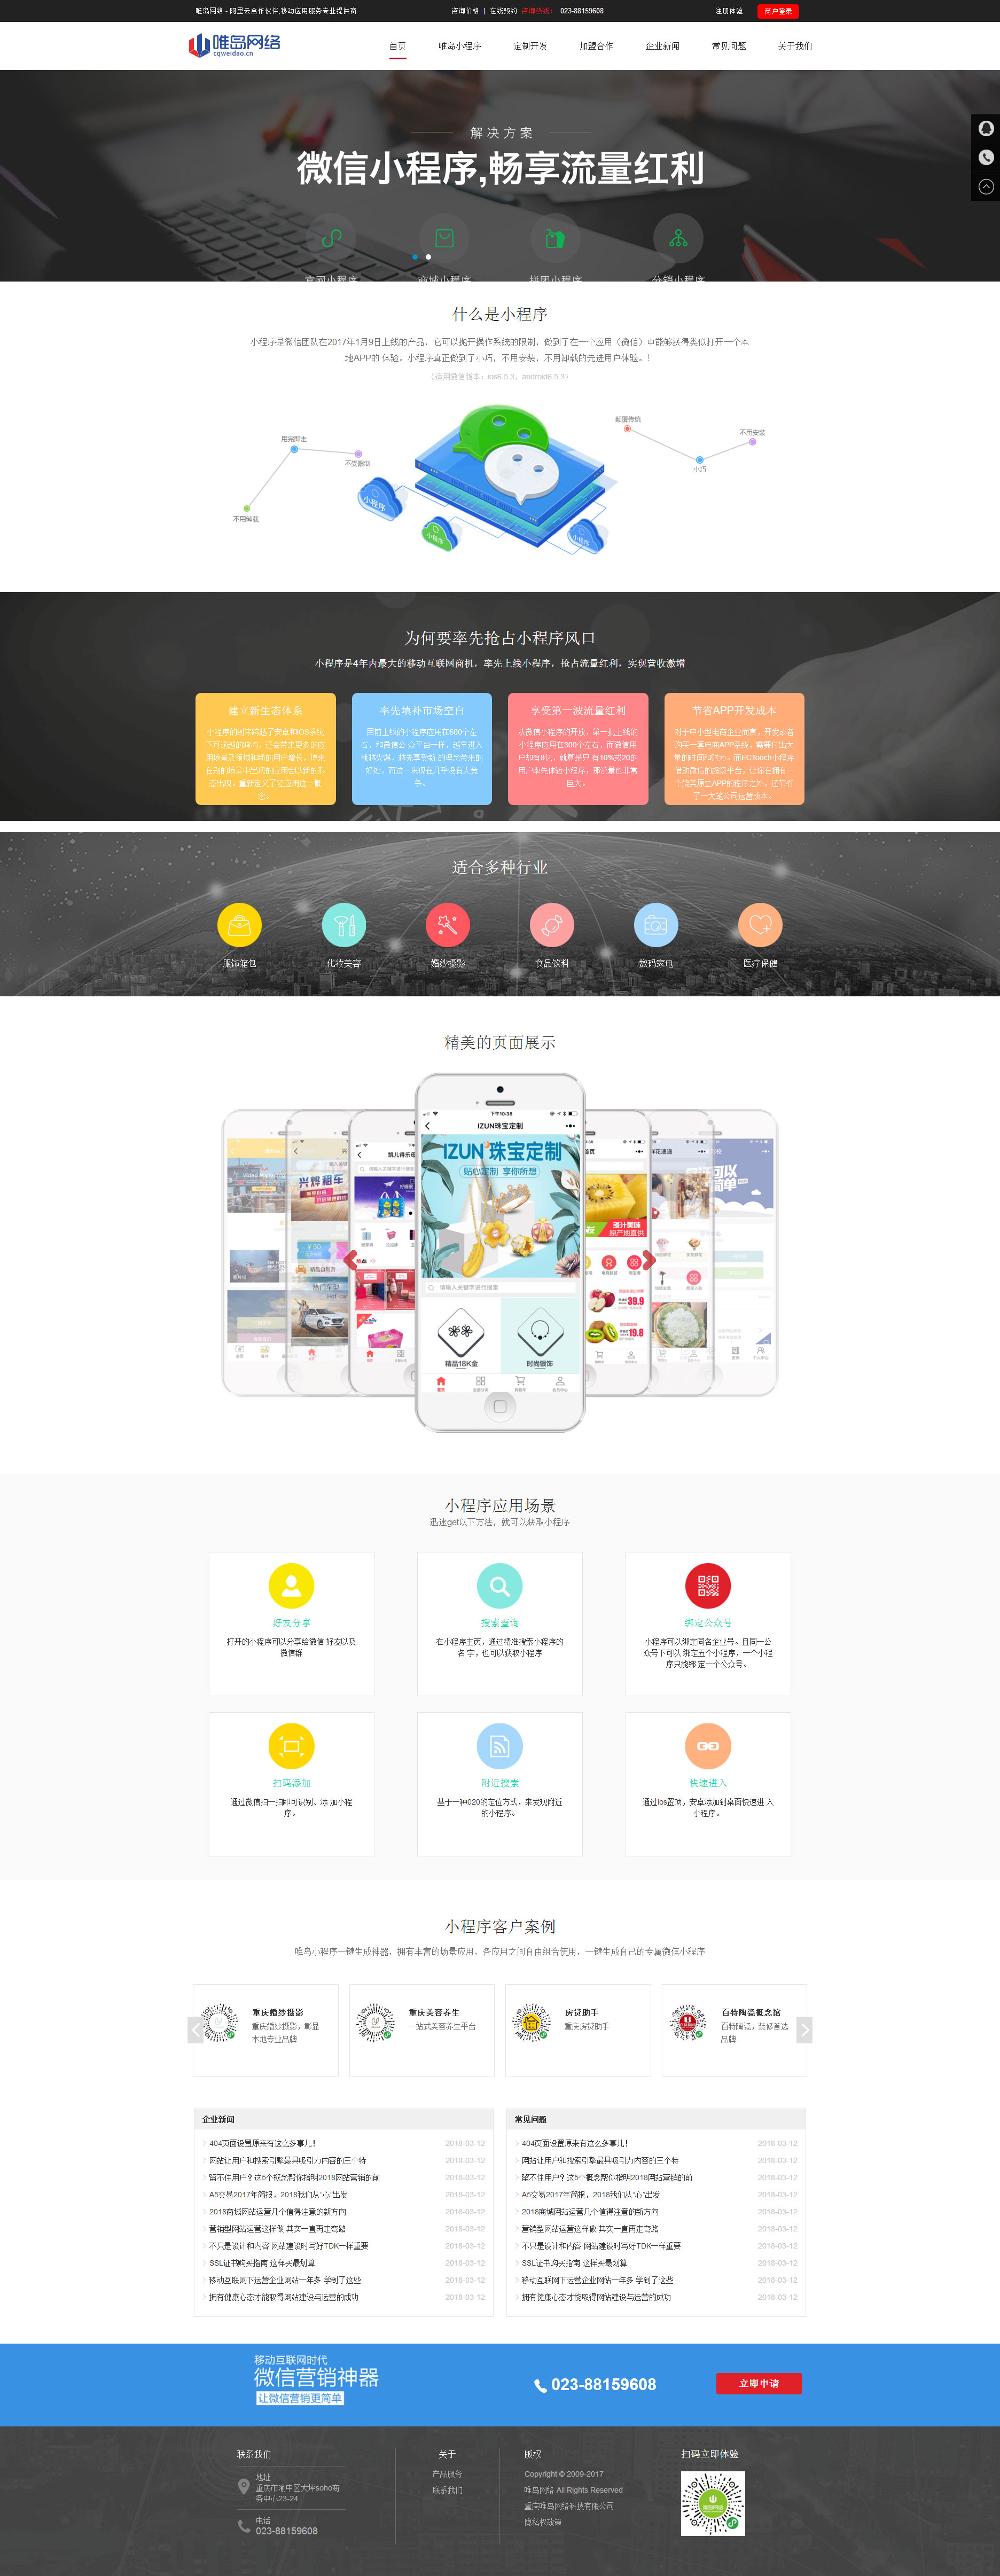 唯岛网络 - 阿里云合作伙伴,移动应用服务专业提供商
咨询价格 | 在线预约 咨询热线： 023-88159608
注册体验
商户登录
唯岛网络
cqweidao.cn
首页
唯岛小程序
定制开发
加盟合作
企业新闻
常见问题
关于我们
解决方案
微信小程序,畅享流量红利
官网小程序
商城小程序
拼团小程序
分销小程序
什么是小程序
小程序是微信团队在2017年1月9日上线的产品，它可以抛开操作系统的限制，做到了在一个应用（微信）中能够获得类似打开一个本
地APP的 体验。小程序真正做到了小巧，不用安装，不用卸载的先进用户体验。！
（适用微信版本：ios6.5.3，android6.5.3）
用完即走
不受限制
不用卸载
颠覆传统
小巧
不用安装
小程序
小程序
小程序
为何要率先抢占小程序风口
小程序是4年内最大的移动互联网商机，率先上线小程序，抢占流量红利，实现营收激增
建立新生态体系
小程序的到来跨越了安卓和IOS系统
不可逾越的鸿沟，还会带来更多的应
用场景及领域和新的用户增长，原来
在别的场景中出现的应用会以新的形
态出现，重新定义了轻应用这一概
念。
率先填补市场空白
目前上线的小程序应用在600个左
右，和微信公 众平台一样，越早进入
就越火爆，越先享受新 的理念带来的
好处，而这一块现在几乎没有人竞
争。
享受第一波流量红利
从微信小程序的开放，第一批上线的
小程序应用在300个左右，而微信用
户却有8亿，就算是只 有10%或20的
用户率先体验小程序，那流量也非常
巨大。
节省APP开发成本
对于中小型电商企业而言，开发或者
购买一套电商APP系统，需要付出大
量的时间和财力，而ECTouch小程序
借助微信的超级平台，让你在拥有一
个媲美原生APP的程序之外，还节省
了一大笔公司运营成本。
适合多种行业
服饰箱包
化妆美容
婚纱摄影
食品饮料
数码家电
医疗保健
精美的页面展示
下午10:38
IZUN珠宝定制
IZUN珠宝定制
贴心定制 享你所想
请输入关键字进行搜索
精品18K金
时尚银饰
兴烨租车
39.9
19.8
小程序应用场景
迅速get以下方法，就可以获取小程序
好友分享
打开的小程序可以分享给微信 好友以及
微信群
搜索查询
在小程序主页，通过精准搜索小程序的
名 字，也可以获取小程序
绑定公众号
小程序可以绑定同名企业号。且同一公
众号下可以 绑定五个小程序，一个小程
序只能绑 定一个公众号。
扫码添加
通过微信扫一扫即可识别、添 加小程
序。
附近搜索
基于一种O2O的定位方式，来发现附近
的小程序。
快速进入
通过ios置顶，安卓添加到桌面快速进 入
小程序。
小程序客户案例
唯岛小程序一键生成神器，拥有丰富的场景应用，各应用之间自由组合使用，一键生成自己的专属微信小程序
重庆婚纱摄影
重庆婚纱摄影，彰显
本地专业品牌
重庆美容养生
一站式美容养生平台
房贷助手
重庆房贷助手
百特陶瓷概念馆
百特陶瓷，装修首选
品牌
企业新闻
404页面设置原来有这么多事儿！ 2018-03-12
网站让用户和搜索引擎最具吸引力内容的三个特 2018-03-12
留不住用户？这5个概念帮你指明2018网站营销的前 2018-03-12
A5交易2017年简报，2018我们从“心”出发 2018-03-12
2018商城网站运营几个值得注意的新方向 2018-03-12
营销型网站运营这样做 其实一直再走弯路 2018-03-12
不只是设计和内容 网站建设时写好TDK一样重要 2018-03-12
SSL证书购买指南 这样买最划算 2018-03-12
移动互联网下运营企业网站一年多 学到了这些 2018-03-12
拥有健康心态才能取得网站建设与运营的成功 2018-03-12
常见问题
404页面设置原来有这么多事儿！ 2018-03-12
网站让用户和搜索引擎最具吸引力内容的三个特 2018-03-12
留不住用户？这5个概念帮你指明2018网站营销的前 2018-03-12
A5交易2017年简报，2018我们从“心”出发 2018-03-12
2018商城网站运营几个值得注意的新方向 2018-03-12
营销型网站运营这样做 其实一直再走弯路 2018-03-12
不只是设计和内容 网站建设时写好TDK一样重要 2018-03-12
SSL证书购买指南 这样买最划算 2018-03-12
移动互联网下运营企业网站一年多 学到了这些 2018-03-12
拥有健康心态才能取得网站建设与运营的成功 2018-03-12
移动互联网时代
微信营销神器
让微信营销更简单
023-88159608
立即申请
联系我们
地址
重庆市渝中区大坪soho商
务中心23-24
电话
023-88159608
关于
产品服务
联系我们
版权
Copyright © 2009-2017
唯岛网络 All Rights Reserved
重庆唯岛网络科技有限公司
隐私权政策
扫码立即体验